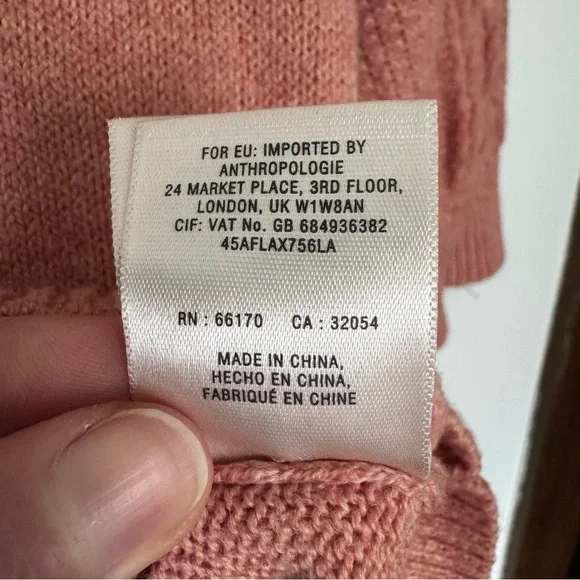 FOR EU: IMPORTED BY
ANTHROPOLOGIE
24 MARKET PLACE, 3RD FLOOR,
LONDON, UK W1W8AN
CIF: VAT No. GB 684936382
45AFLAX756LA
RN : 66170 CA : 32054
MADE IN CHINA,
HECHO EN CHINA,
FABRIQUÉ EN CHINE